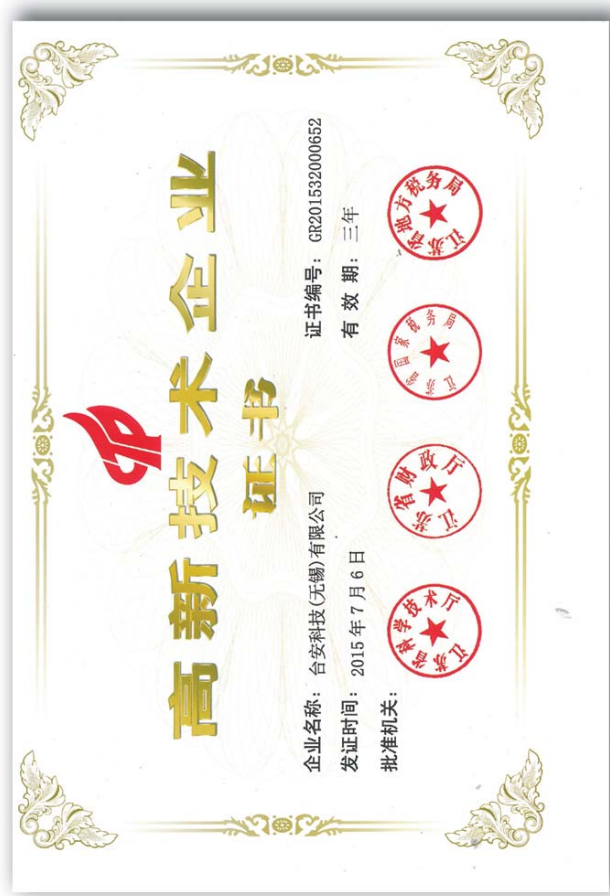 高新技术企业
证书
企业名称：台安科技(无锡)有限公司
证书编号：GR201532000652
发证时间：2015年7月6日
有效期：三年
批准机关：
江苏省科学技术厅
江苏省财政厅
江苏省国家税务局
江苏省地方税务局